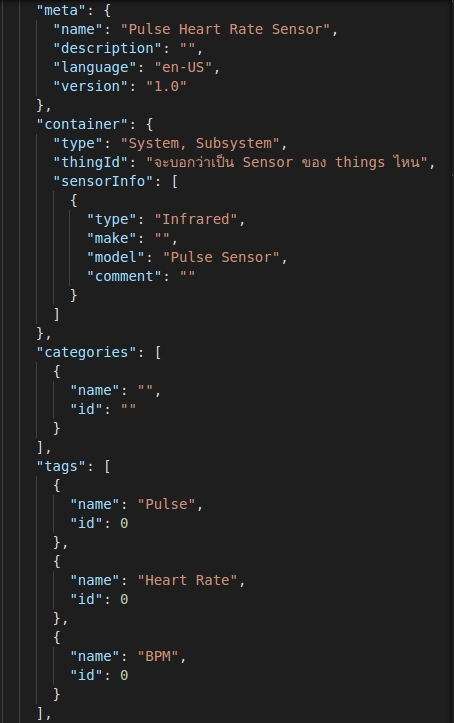 "meta": {
"name": "Pulse Heart Rate Sensor",
"description": "",
"language": "en-US",
"version": "1.0"
},
"container": {
"type": "System, Subsystem",
"thingId": "จะบอกว่าเป็น Sensor ของ things ไหน",
"sensorInfo": [
{
"type": "Infrared",
"make": "",
"model": "Pulse Sensor",
"comment": ""
}
]
},
"categories": [
{
"name": "",
"id": ""
}
],
"tags": [
{
"name": "Pulse",
"id": 0
},
{
"name": "Heart Rate",
"id": 0
},
{
"name": "BPM",
"id": 0
}
],